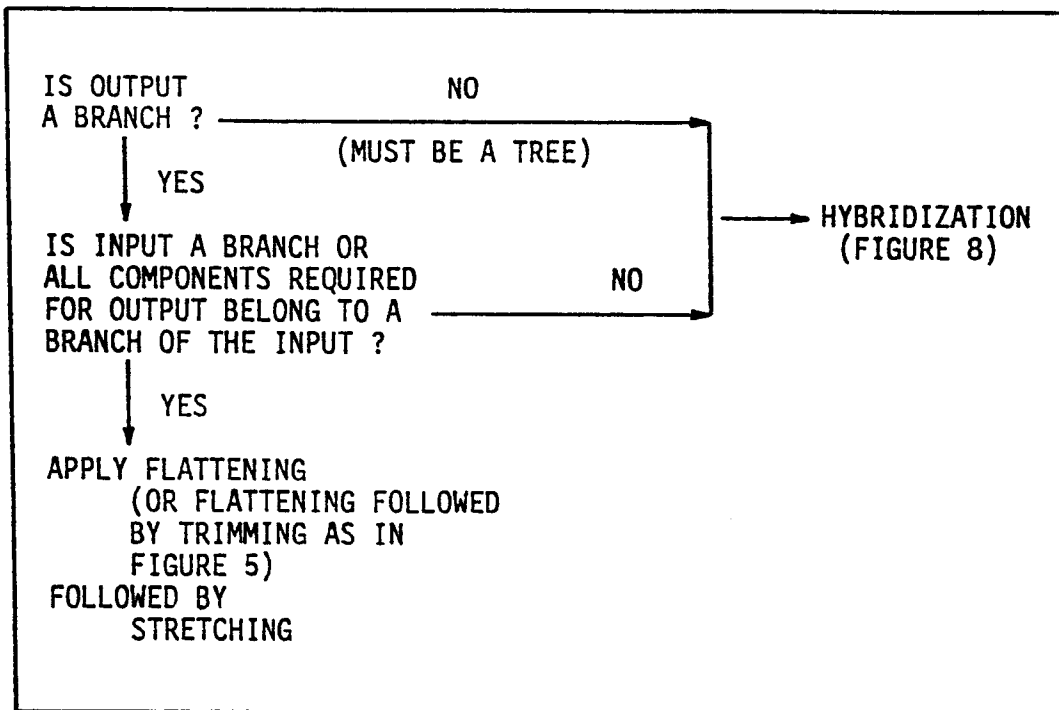 IS OUTPUT
A BRANCH ?
NO
(MUST BE A TREE)
YES
HYBRIDIZATION
(FIGURE 8)
IS INPUT A BRANCH OR
ALL COMPONENTS REQUIRED
FOR OUTPUT BELONG TO A
BRANCH OF THE INPUT ?
NO
YES
APPLY FLATTENING
(OR FLATTENING FOLLOWED
BY TRIMMING AS IN
FIGURE 5)
FOLLOWED BY
STRETCHING